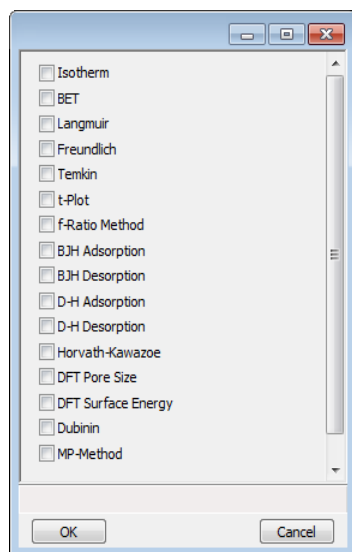 Isotherm
BET
Langmuir
Freundlich
Temkin
t-Plot
f-Ratio Method
BJH Adsorption
BJH Desorption
D-H Adsorption
D-H Desorption
Horvath-Kawazoe
DFT Pore Size
DFT Surface Energy
Dubinin
MP-Method
OK
Cancel